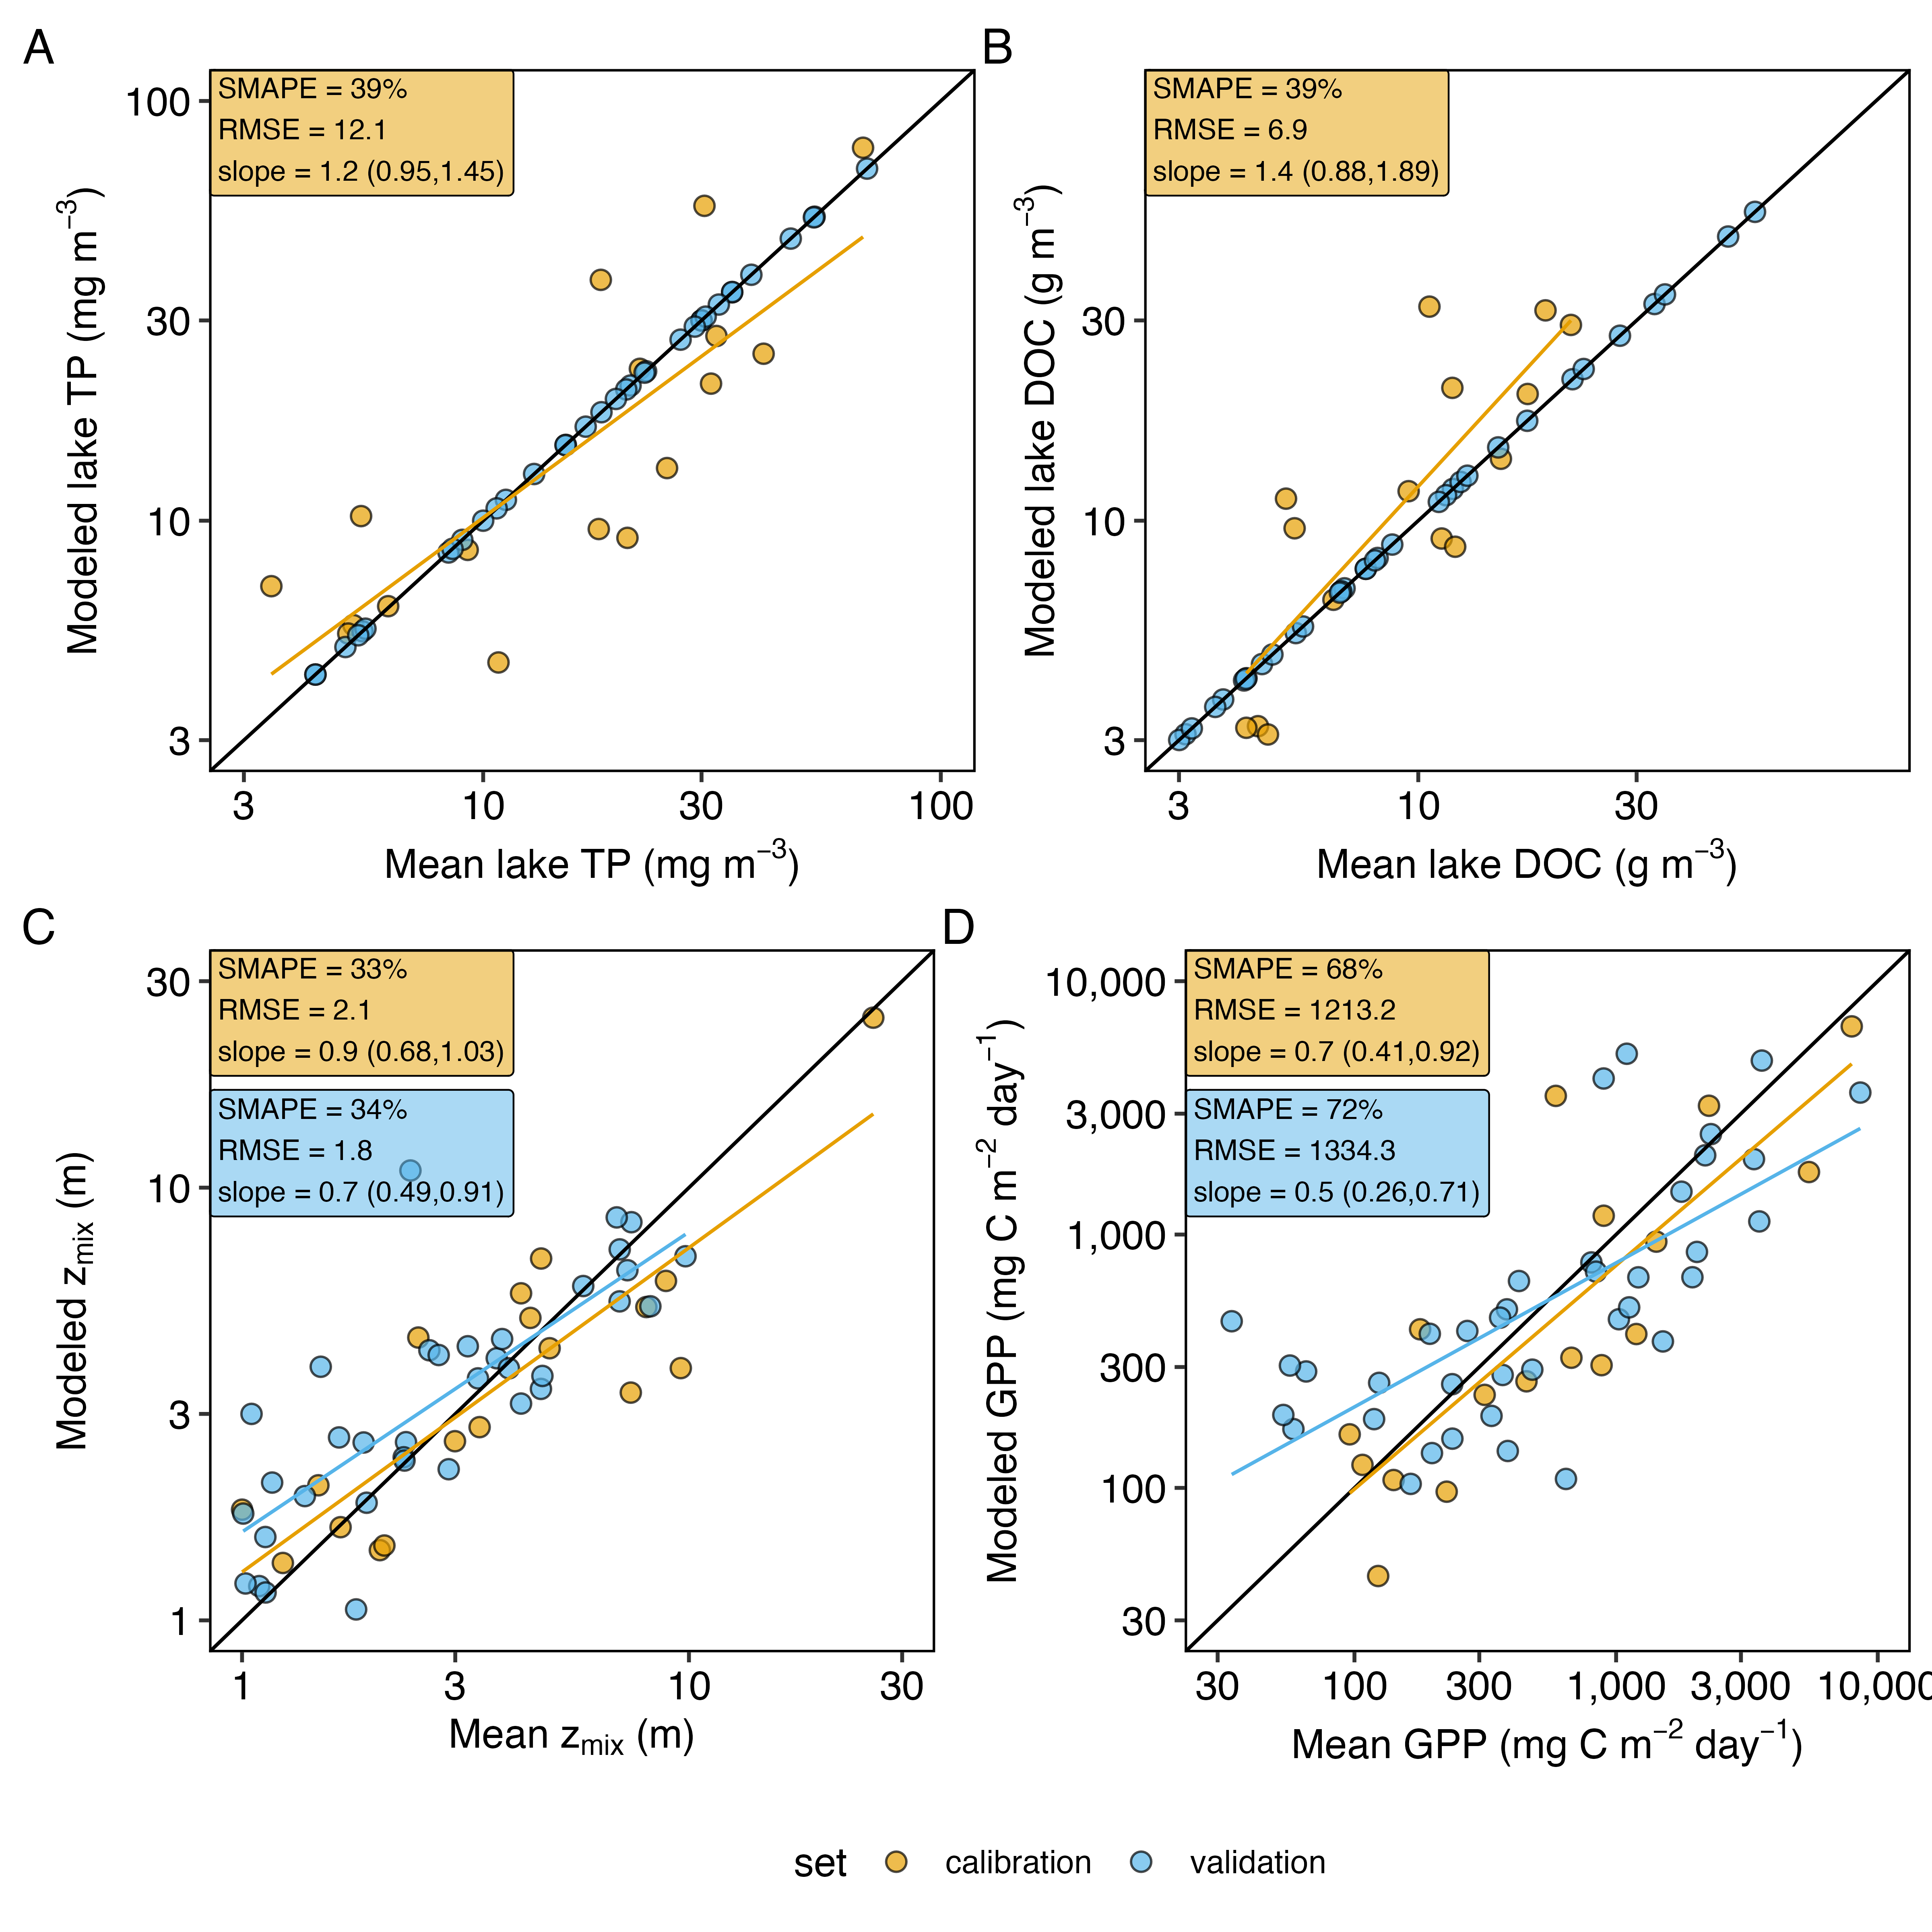 A
SMAPE = 39%
RMSE = 12.1
slope = 1.2 (0.95,1.45)
100
30
10
3
3 10 30 100
Modeled lake TP (mg m⁻³)
Mean lake TP (mg m⁻³)
B
SMAPE = 39%
RMSE = 6.9
slope = 1.4 (0.88,1.89)
30
10
3
3 10 30
Modeled lake DOC (g m⁻³)
Mean lake DOC (g m⁻³)
C
SMAPE = 33%
RMSE = 2.1
slope = 0.9 (0.68,1.03)
SMAPE = 34%
RMSE = 1.8
slope = 0.7 (0.49,0.91)
30
10
3
1
1 3 10 30
Modeled zmix (m)
Mean zmix (m)
D
SMAPE = 68%
RMSE = 1213.2
slope = 0.7 (0.41,0.92)
SMAPE = 72%
RMSE = 1334.3
slope = 0.5 (0.26,0.71)
10,000
3,000
1,000
300
100
30
30 100 300 1,000 3,000 10,000
Modeled GPP (mg C m⁻² day⁻¹)
Mean GPP (mg C m⁻² day⁻¹)
set calibration validation